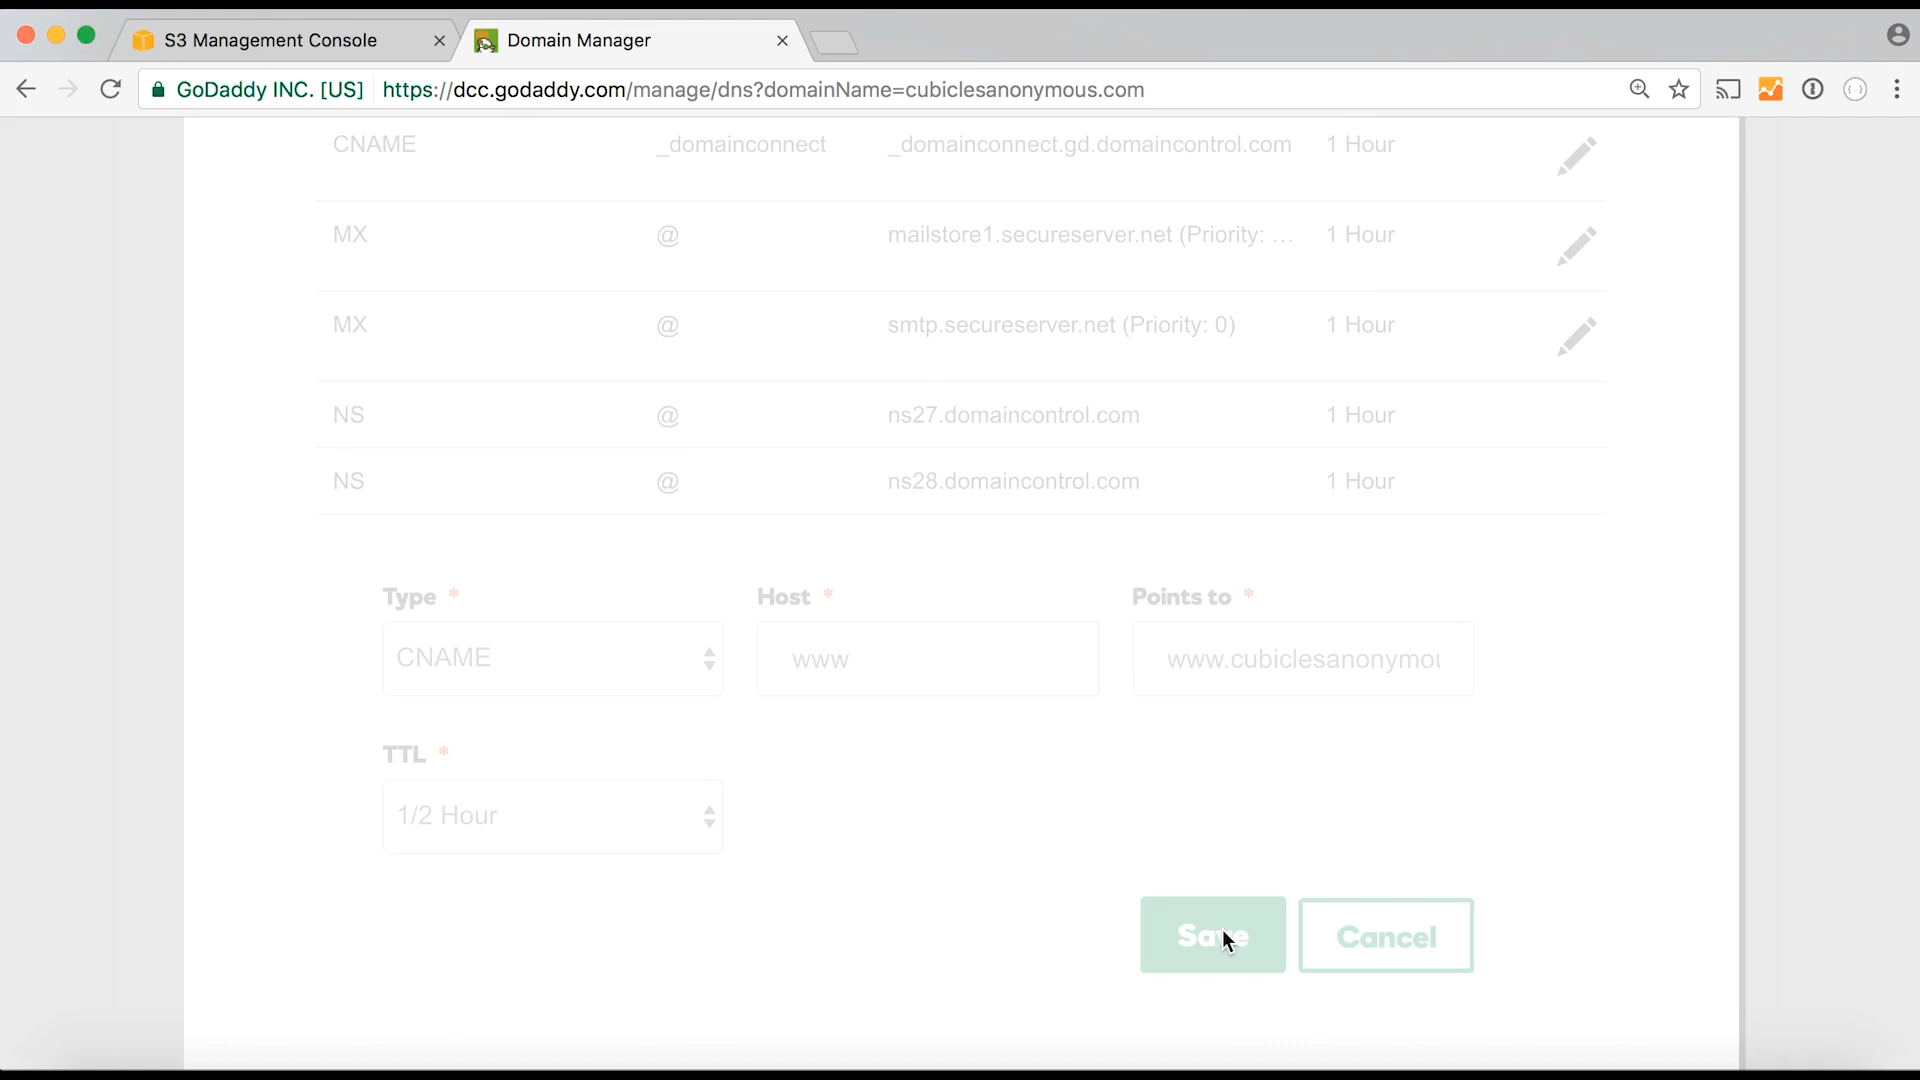 S3 Management Console
Domain Manager
GoDaddy INC. [US] https://dcc.godaddy.com/manage/dns?domainName=cubiclesanonymous.com
CNAME _domainconnect _domainconnect.gd.domaincontrol.com 1 Hour
MX @ mailstore1.secureserver.net (Priority: … 1 Hour
MX @ smtp.secureserver.net (Priority: 0) 1 Hour
NS @ ns27.domaincontrol.com 1 Hour
NS @ ns28.domaincontrol.com 1 Hour
Type * Host * Points to *
CNAME www www.cubiclesanonymou
TTL *
1/2 Hour
Save Cancel